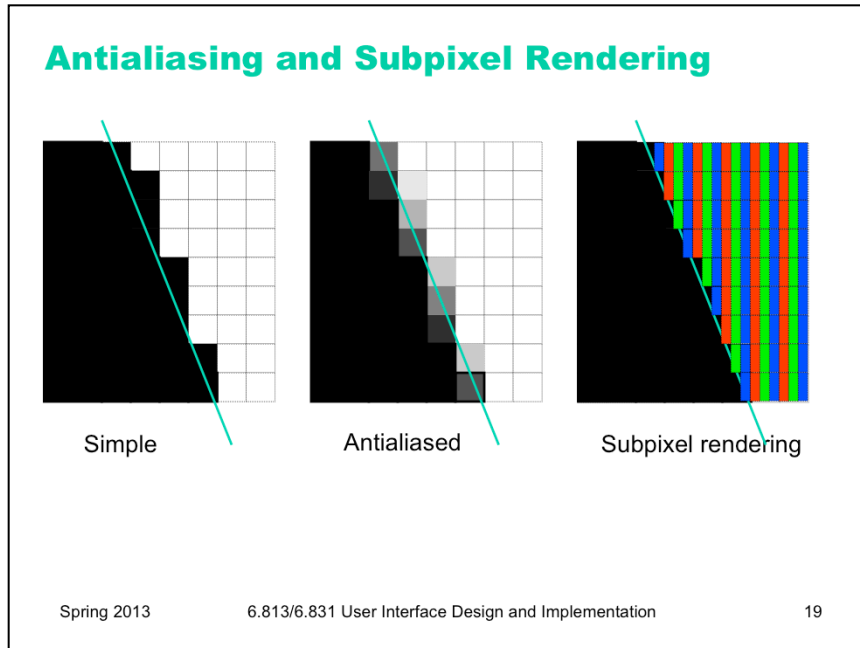 Antialiasing and Subpixel Rendering
Simple
Antialiased
Subpixel rendering
Spring 2013
6.813/6.831 User Interface Design and Implementation
19